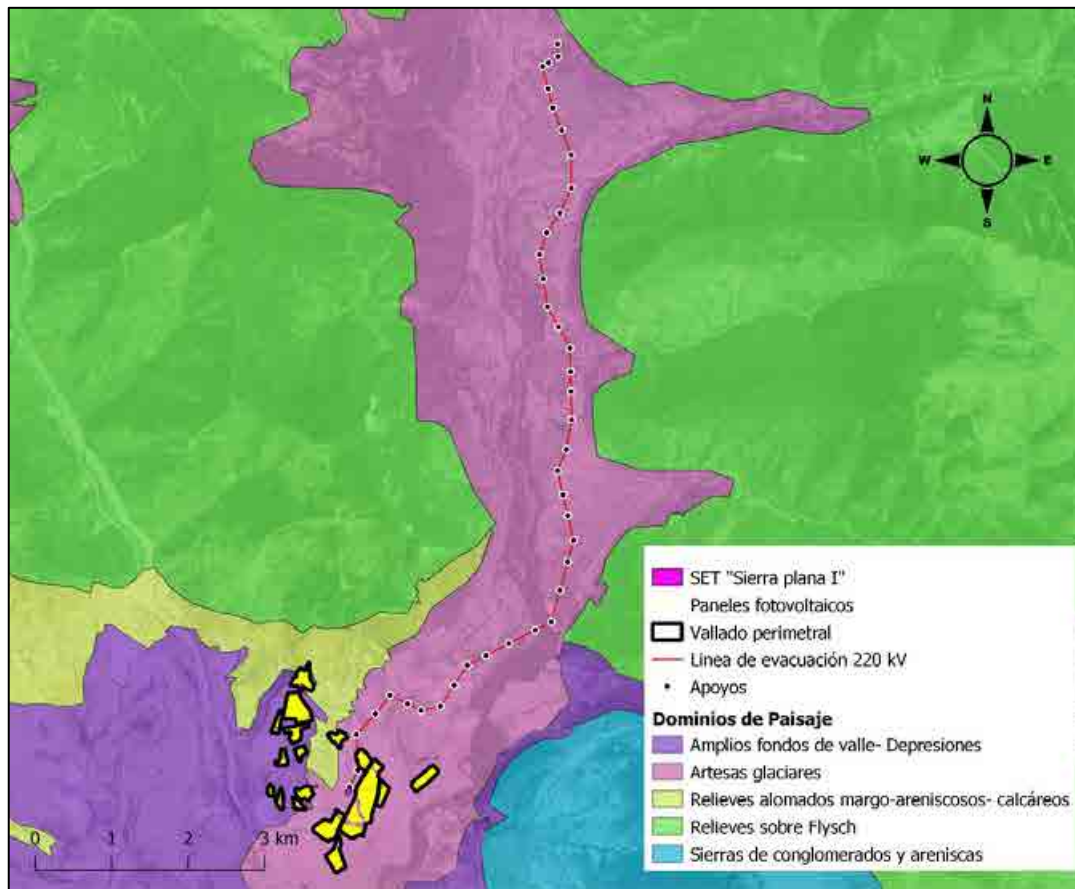 N
W E
S
SET "Sierra plana I"
Paneles fotovoltaicos
Vallado perimetral
Linea de evacuación 220 kV
Apoyos
Dominios de Paisaje
Amplios fondos de valle- Depresiones
Artesas glaciares
Relieves alomados margo-areniscosos- calcáreos
Relieves sobre Flysch
Sierras de conglomerados y areniscas
0 1 2 3 km